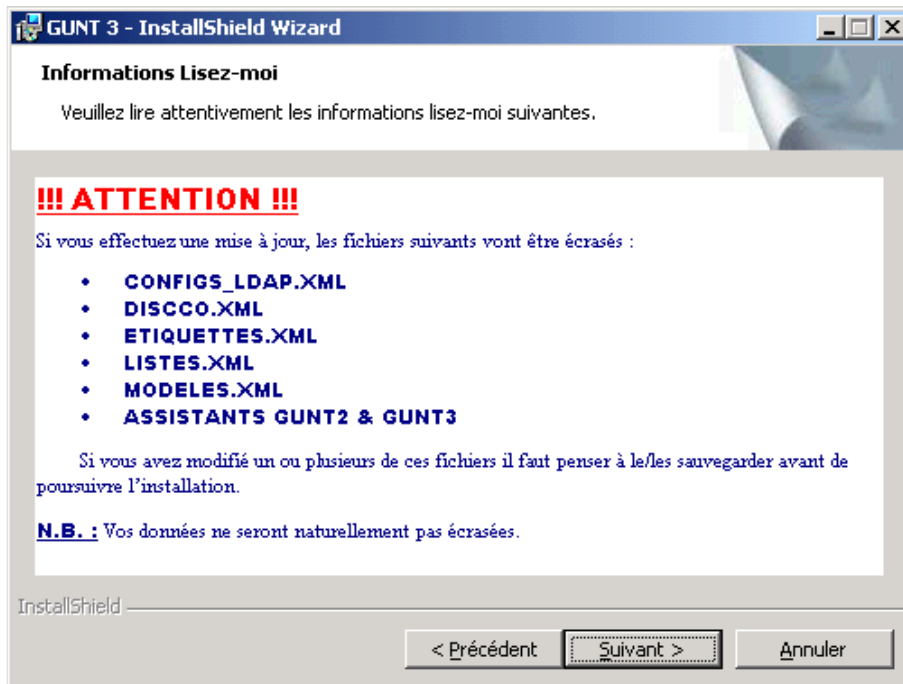 GUNT 3 - InstallShield Wizard
Informations Lisez-moi
Veuillez lire attentivement les informations lisez-moi suivantes.
!!! ATTENTION !!!
Si vous effectuez une mise à jour, les fichiers suivants vont être écrasés :
• CONFIGS_LDAP.XML
• DISCCO.XML
• ETIQUETTES.XML
• LISTES.XML
• MODELES.XML
• ASSISTANTS GUNT2 & GUNT3
Si vous avez modifié un ou plusieurs de ces fichiers il faut penser à le/les sauvegarder avant de
poursuivre l'installation.
N.B. : Vos données ne seront naturellement pas écrasées.
InstallShield
< Précédent Suivant > Annuler